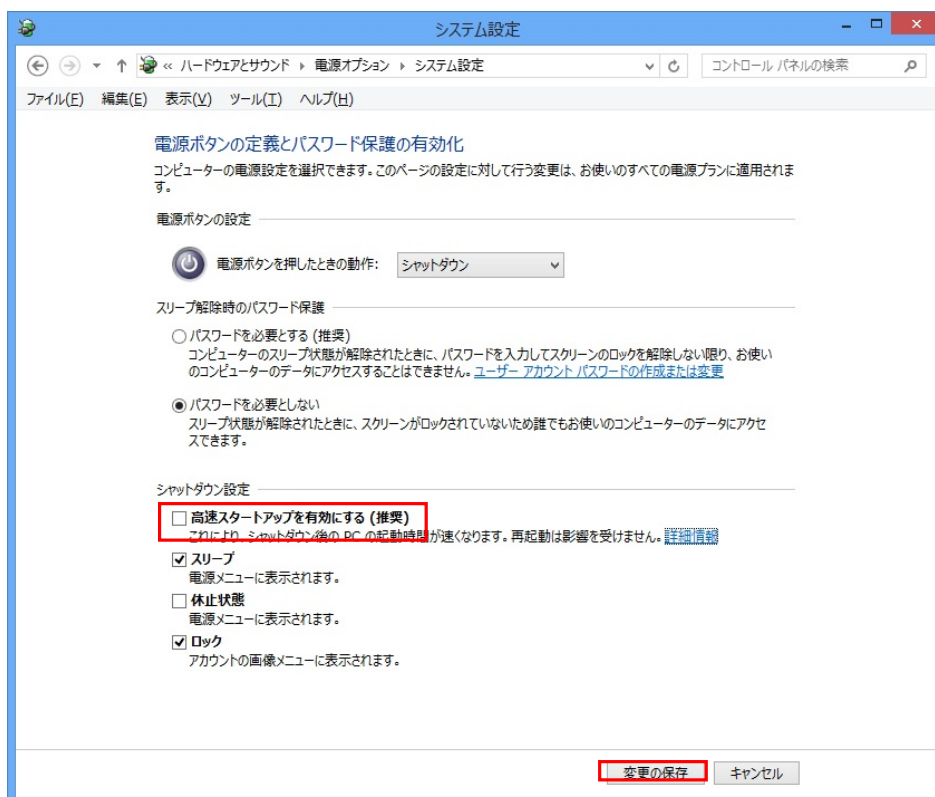 システム設定
« ハードウェアとサウンド ▸ 電源オプション ▸ システム設定 コントロール パネルの検索
ファイル(F) 編集(E) 表示(V) ツール(T) ヘルプ(H)
電源ボタンの定義とパスワード保護の有効化
コンピューターの電源設定を選択できます。このページの設定に対して行う変更は、お使いのすべての電源プランに適用されま
す。
電源ボタンの設定
電源ボタンを押したときの動作: シャットダウン
スリープ解除時のパスワード保護
パスワードを必要とする (推奨)
コンピューターのスリープ状態が解除されたときに、パスワードを入力してスクリーンのロックを解除しない限り、お使い
のコンピューターのデータにアクセスすることはできません。ユーザー アカウント パスワードの作成または変更
パスワードを必要としない
スリープ状態が解除されたときに、スクリーンがロックされていないため誰でもお使いのコンピューターのデータにアクセ
スできます。
シャットダウン設定
高速スタートアップを有効にする (推奨)
これにより、シャットダウン後の PC の起動時間が速くなります。再起動は影響を受けません。詳細情報
スリープ
電源メニューに表示されます。
休止状態
電源メニューに表示されます。
ロック
アカウントの画像メニューに表示されます。
変更の保存 キャンセル